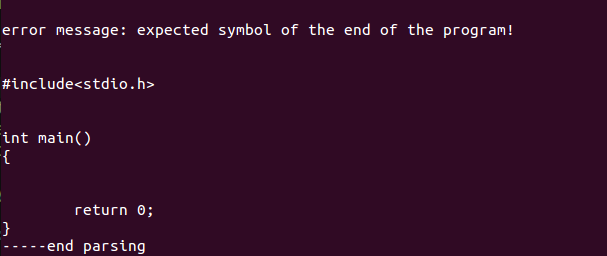 error message: expected symbol of the end of the program!
#include<stdio.h>
int main()
{
return 0;
}
-----end parsing